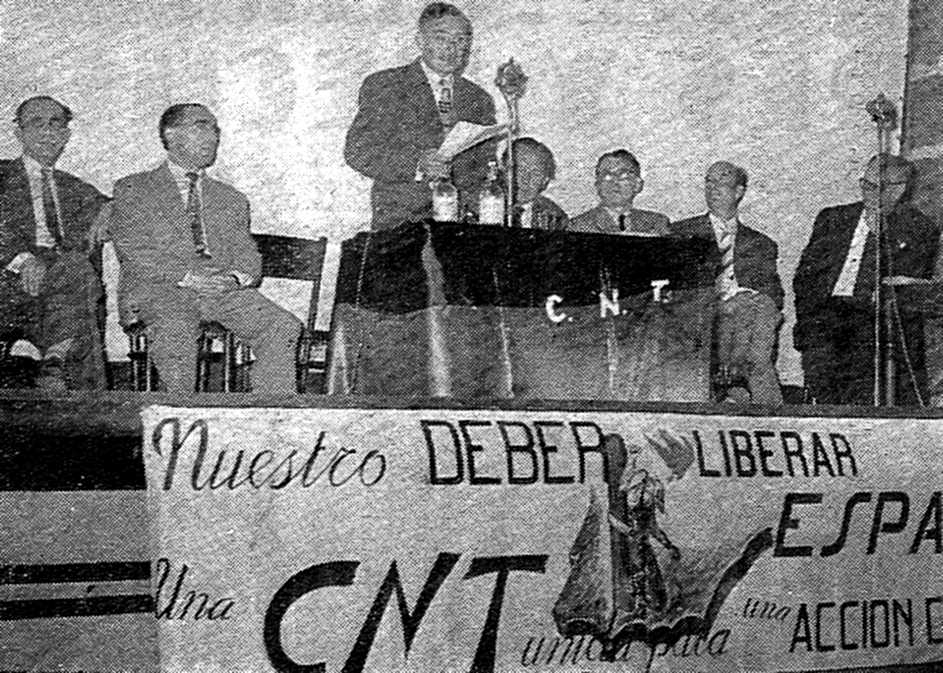 C. N. T.
Nuestro DEBER LIBERAR
ESPA
Una CNT unida para una ACCION C